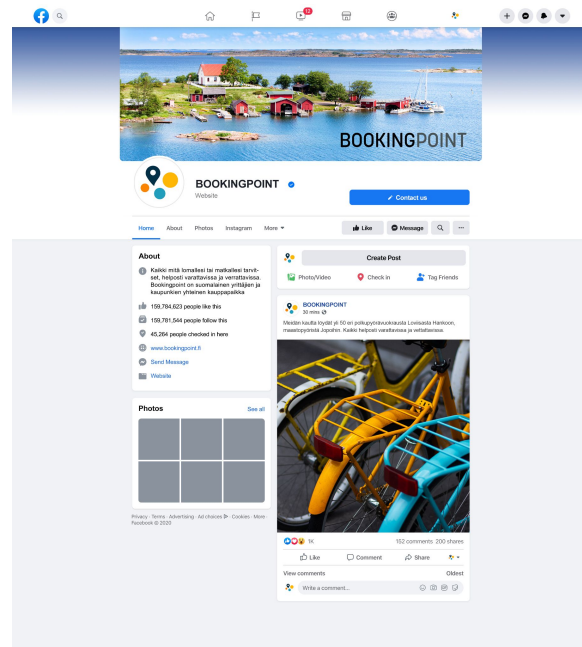 12
BOOKINGPOINT
BOOKINGPOINT
Website
Contact us
Home About Photos Instagram More
Like Message
About
Kaikki mitä lomallesi tai matkallesi tarvit-
set, helposti varattavissa ja verrattavissa.
Bookingpoint on suomalainen yrittäjien ja
kaupunkien yhteinen kauppapaikka
159,784,623 people like this
159,781,544 people follow this
45,264 people checked in here
www.bookingpoint.fi
Send Message
Website
Photos See all
Privacy · Terms · Advertising · Ad choices · Cookies · More ·
Facebook © 2020
Create Post
Photo/Video Check in Tag Friends
BOOKINGPOINT
30 mins
Meidän kautta löydät yli 50 eri polkupyörävuokrausta Loviisasta Hankoon,
maastopyöristä Jopoihin. Kaikki helposti varattavissa ja
1K 152 comments 200 shares
Like Comment Share
View comments Oldest
Write a comment...